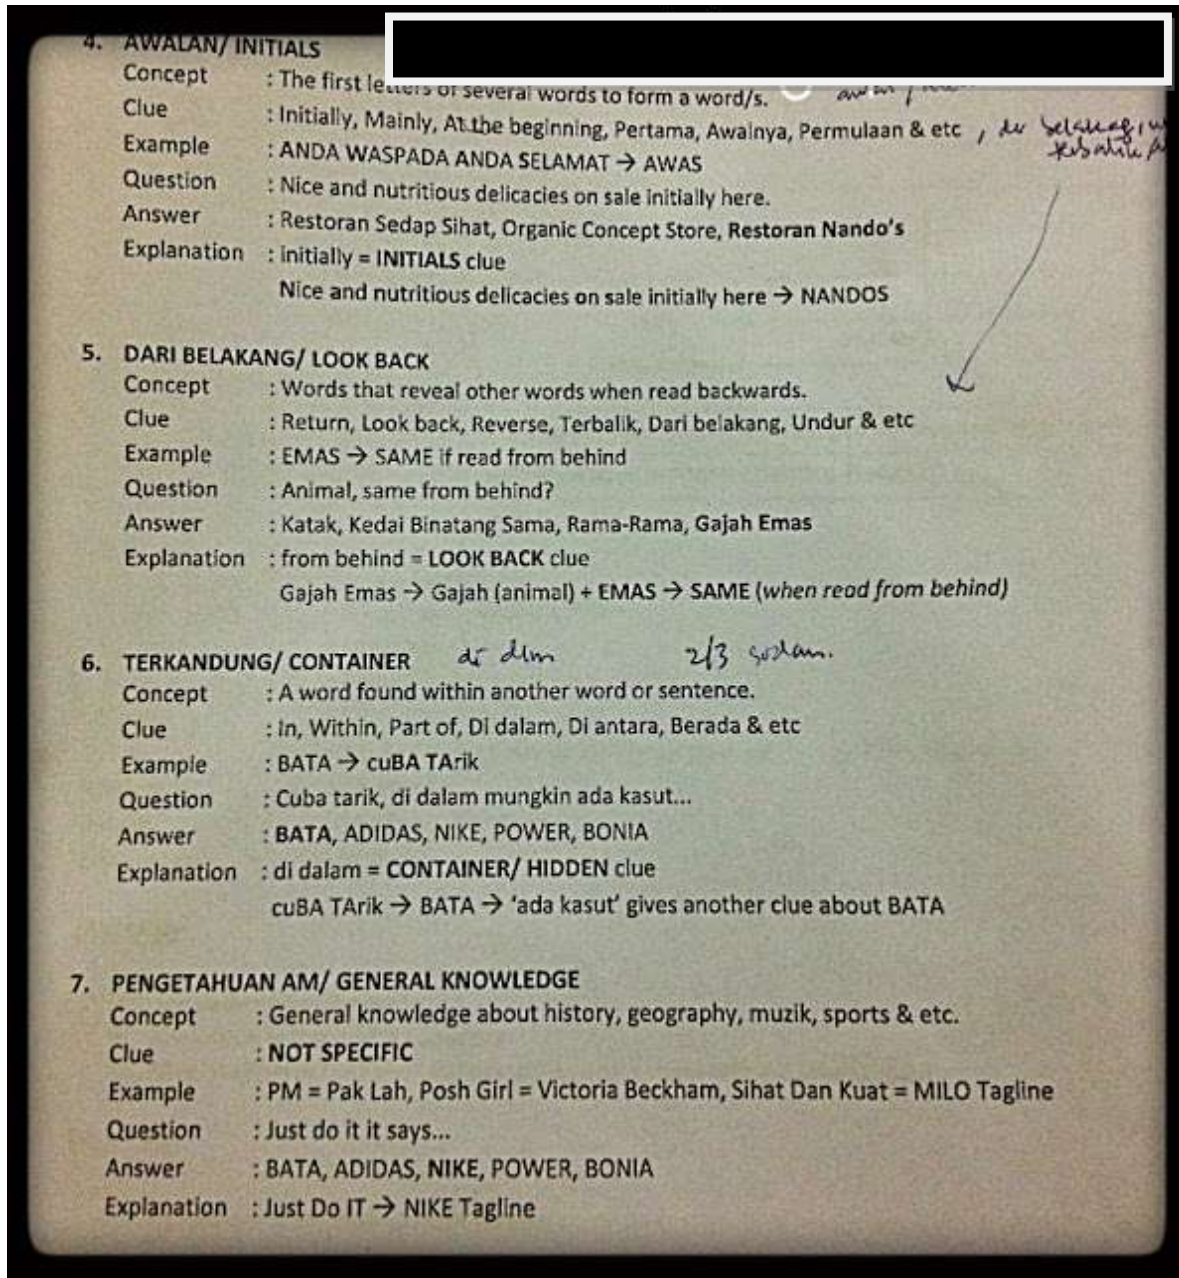 4. AWALAN/ INITIALS
Concept : The first letters of several words to form a word/s.
Clue : Initially, Mainly, At the beginning, Pertama, Awalnya, Permulaan & etc
Example : ANDA WASPADA ANDA SELAMAT → AWAS
Question : Nice and nutritious delicacies on sale initially here.
Answer : Restoran Sedap Sihat, Organic Concept Store, Restoran Nando's
Explanation : initially = INITIALS clue
Nice and nutritious delicacies on sale initially here → NANDOS
5. DARI BELAKANG/ LOOK BACK
Concept : Words that reveal other words when read backwards.
Clue : Return, Look back, Reverse, Terbalik, Dari belakang, Undur & etc
Example : EMAS → SAME if read from behind
Question : Animal, same from behind?
Answer : Katak, Kedai Binatang Sama, Rama-Rama, Gajah Emas
Explanation : from behind = LOOK BACK clue
Gajah Emas → Gajah (animal) + EMAS → SAME (when read from behind)
6. TERKANDUNG/ CONTAINER di dlm 2/3
Concept : A word found within another word or sentence.
Clue : In, Within, Part of, Di dalam, Di antara, Berada & etc
Example : BATA → cuBA TArik
Question : Cuba tarik, di dalam mungkin ada kasut...
Answer : BATA, ADIDAS, NIKE, POWER, BONIA
Explanation : di dalam = CONTAINER/ HIDDEN clue
cuBA TArik → BATA → 'ada kasut' gives another clue about BATA
7. PENGETAHUAN AM/ GENERAL KNOWLEDGE
Concept : General knowledge about history, geography, muzik, sports & etc.
Clue : NOT SPECIFIC
Example : PM = Pak Lah, Posh Girl = Victoria Beckham, Sihat Dan Kuat = MILO Tagline
Question : Just do it it says...
Answer : BATA, ADIDAS, NIKE, POWER, BONIA
Explanation : Just Do IT → NIKE Tagline